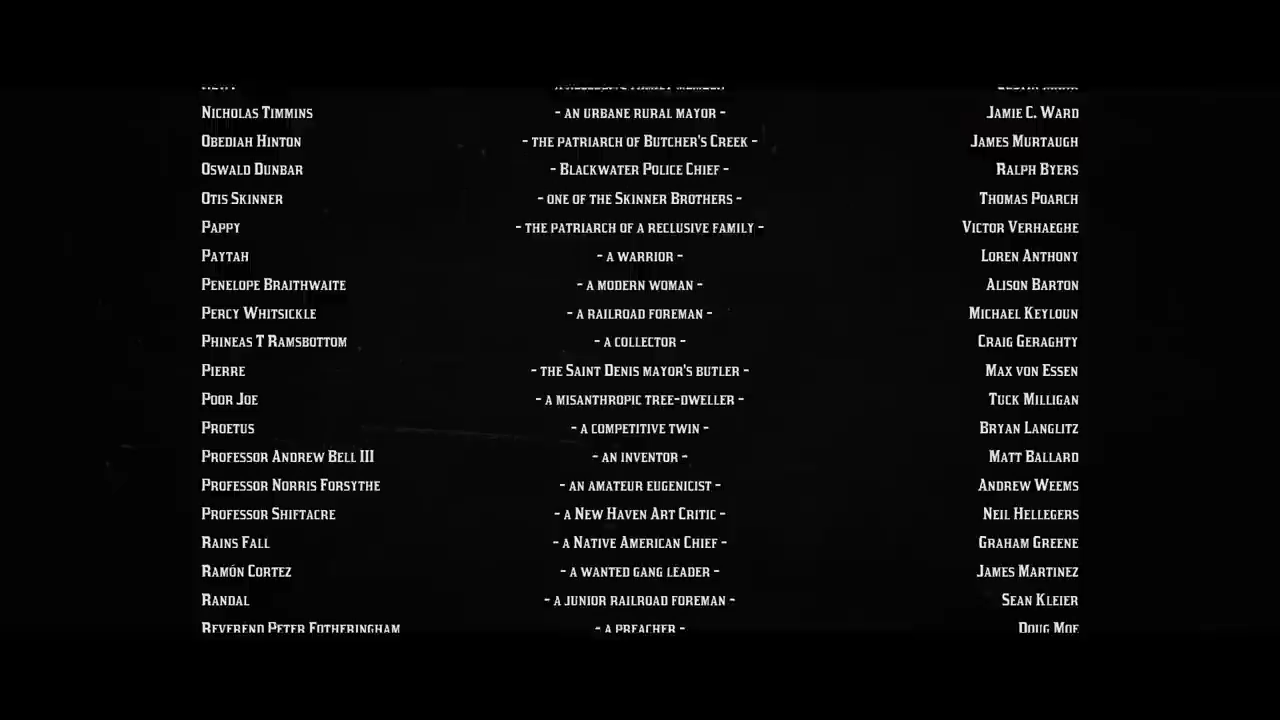 Nicholas Timmins - an urbane rural mayor - Jamie C. Ward
Obediah Hinton - the patriarch of Butcher's Creek - James Murtaugh
Oswald Dunbar - Blackwater Police Chief - Ralph Byers
Otis Skinner - one of the Skinner Brothers - Thomas Poarch
Pappy - the patriarch of a reclusive family - Victor Verhaeghe
Paytah - a warrior - Loren Anthony
Penelope Braithwaite - a modern woman - Alison Barton
Percy Whitsickle - a railroad foreman - Michael Keyloun
Phineas T Ramsbottom - a collector - Craig Geraghty
Pierre - the Saint Denis mayor's butler - Max von Essen
Poor Joe - a misanthropic tree-dweller - Tuck Milligan
Proetus - a competitive twin - Bryan Langlitz
Professor Andrew Bell III - an inventor - Matt Ballard
Professor Norris Forsythe - an amateur eugenicist - Andrew Weems
Professor Shiftacre - a New Haven Art Critic - Neil Hellegers
Rains Fall - a Native American Chief - Graham Greene
Ramón Cortez - a wanted gang leader - James Martinez
Randal - a junior railroad foreman - Sean Kleier
Reverend Peter Fotheringham - a preacher - Doug Moe